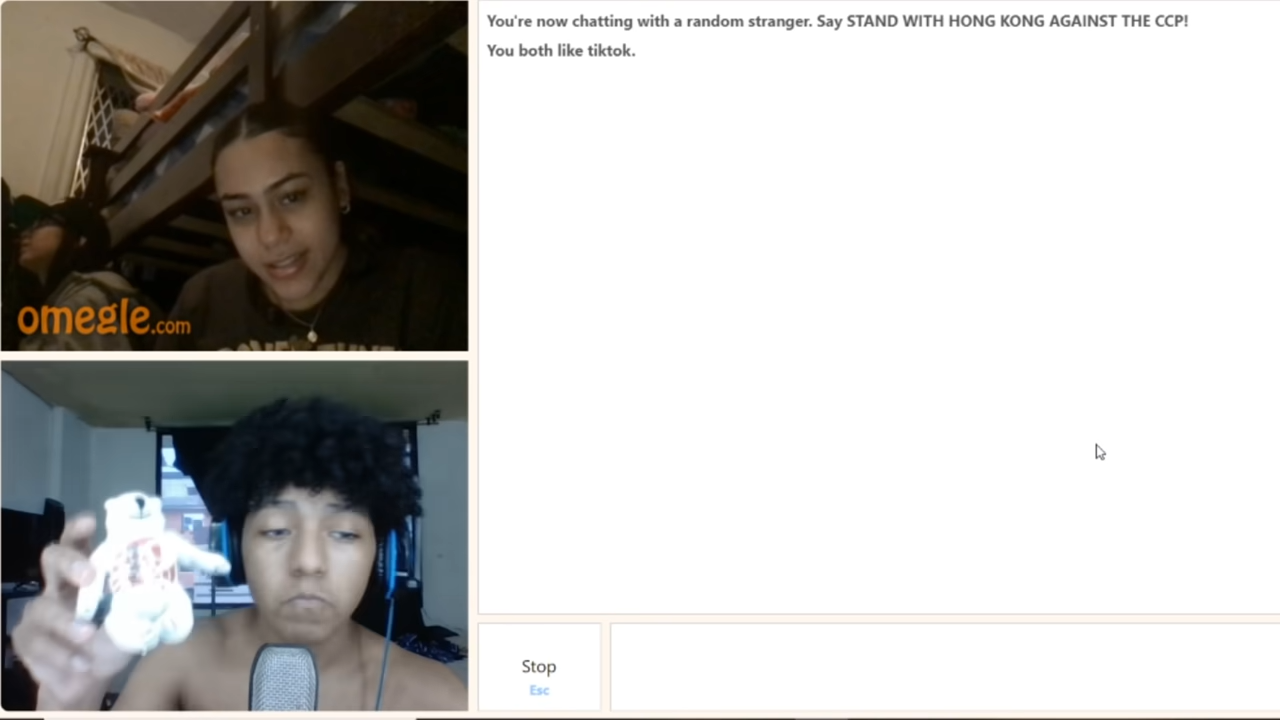 You're now chatting with a random stranger. Say STAND WITH HONG KONG AGAINST THE CCP!
You both like tiktok.
omegle.com
Stop
Esc